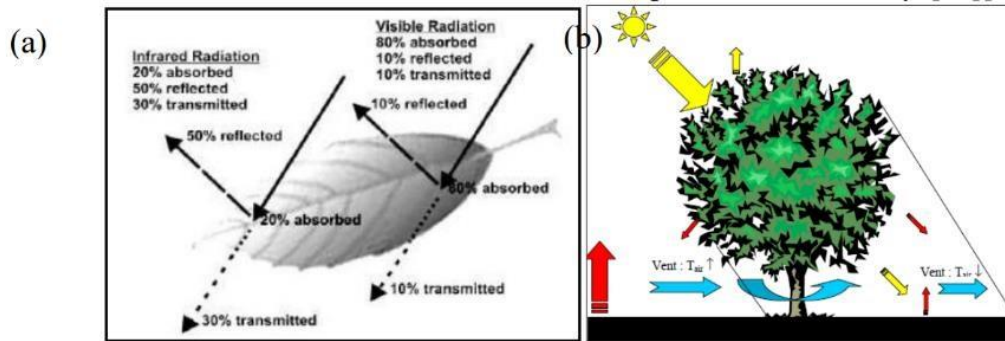 (a)
Infrared Radiation
20% absorbed
50% reflected
30% transmitted
Visible Radiation
80% absorbed
10% reflected
10% transmitted
50% reflected
10% reflected
20% absorbed
80% absorbed
10% transmitted
30% transmitted
(b)
Vent : Tair ↑
Vent : Tair ↓